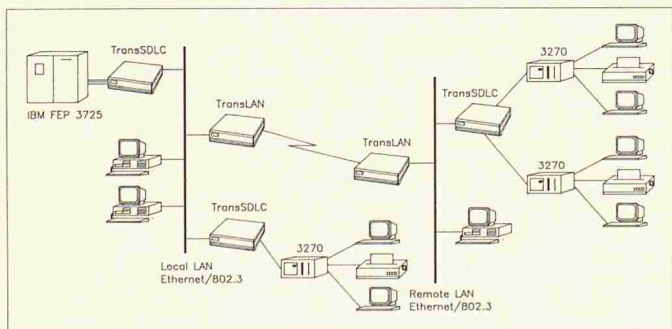 TransSDLC
IBM FEP 3725
TransLAN
TransLAN
TransSDLC
3270
3270
TransSDLC
3270
Local LAN
Ethernet/802.3
Remote LAN
Ethernet/802.3